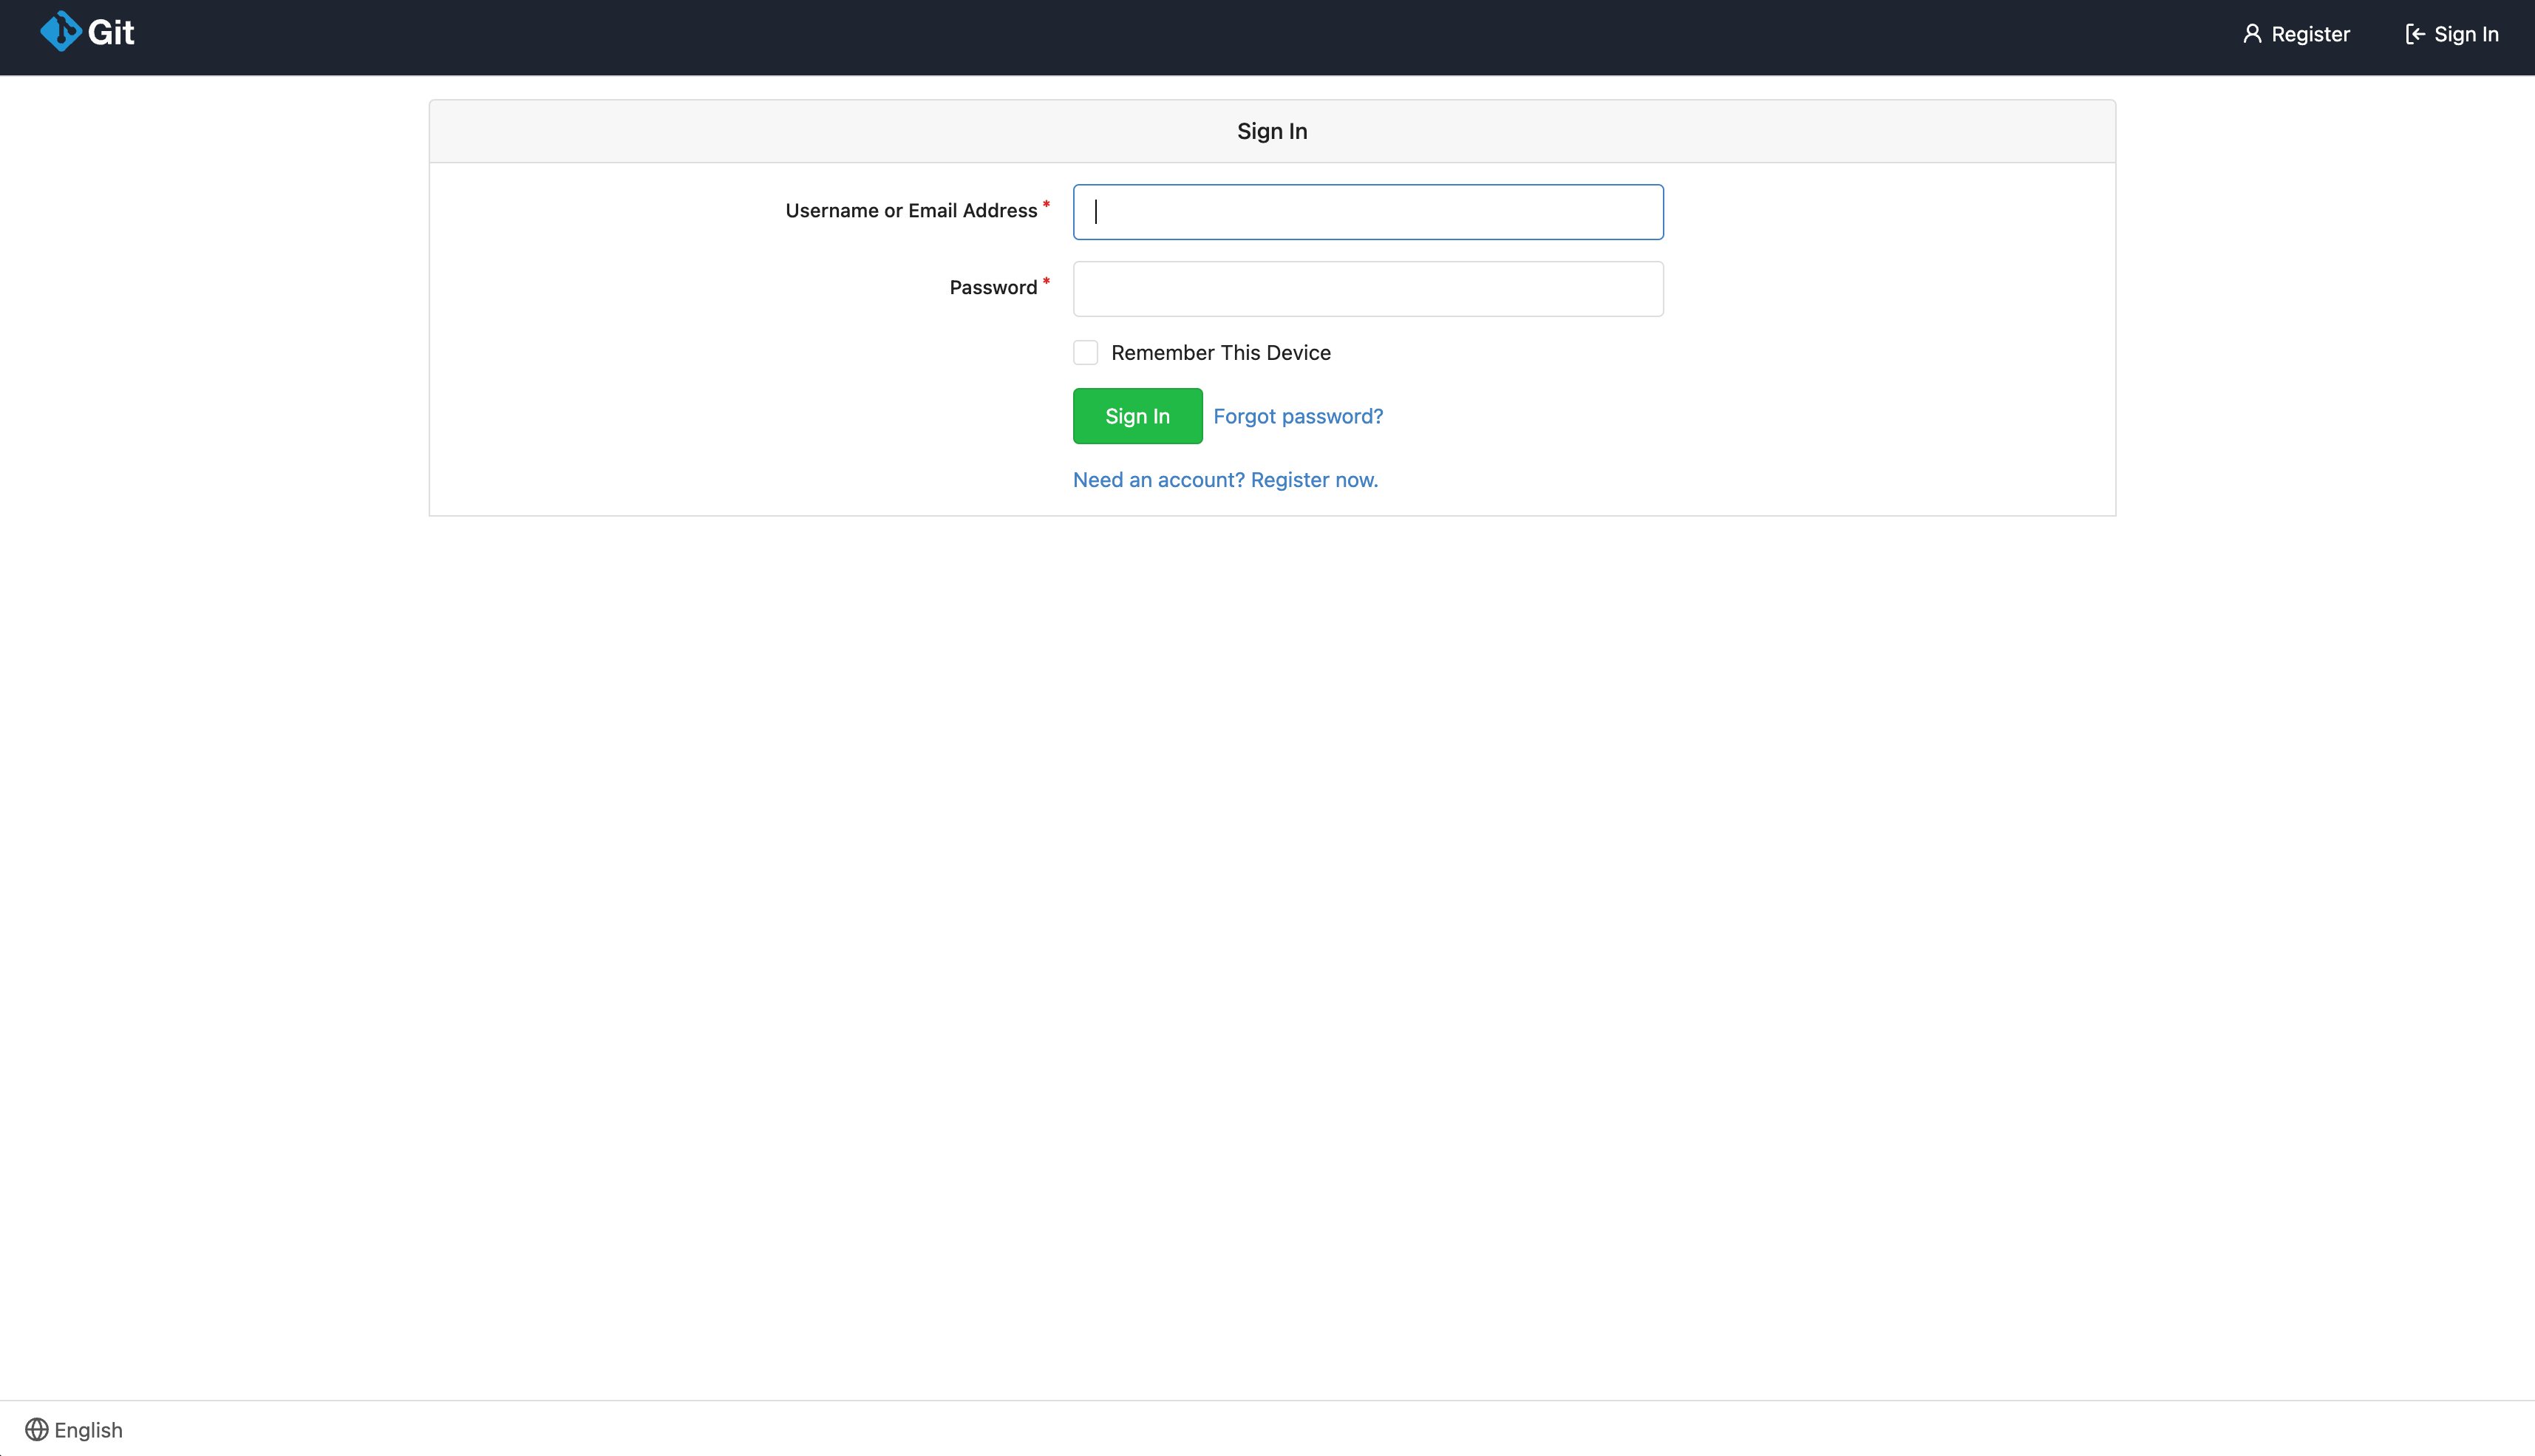 Git
Register
Sign In
Sign In
Username or Email Address *
Password *
Remember This Device
Sign In
Forgot password?
Need an account? Register now.
English